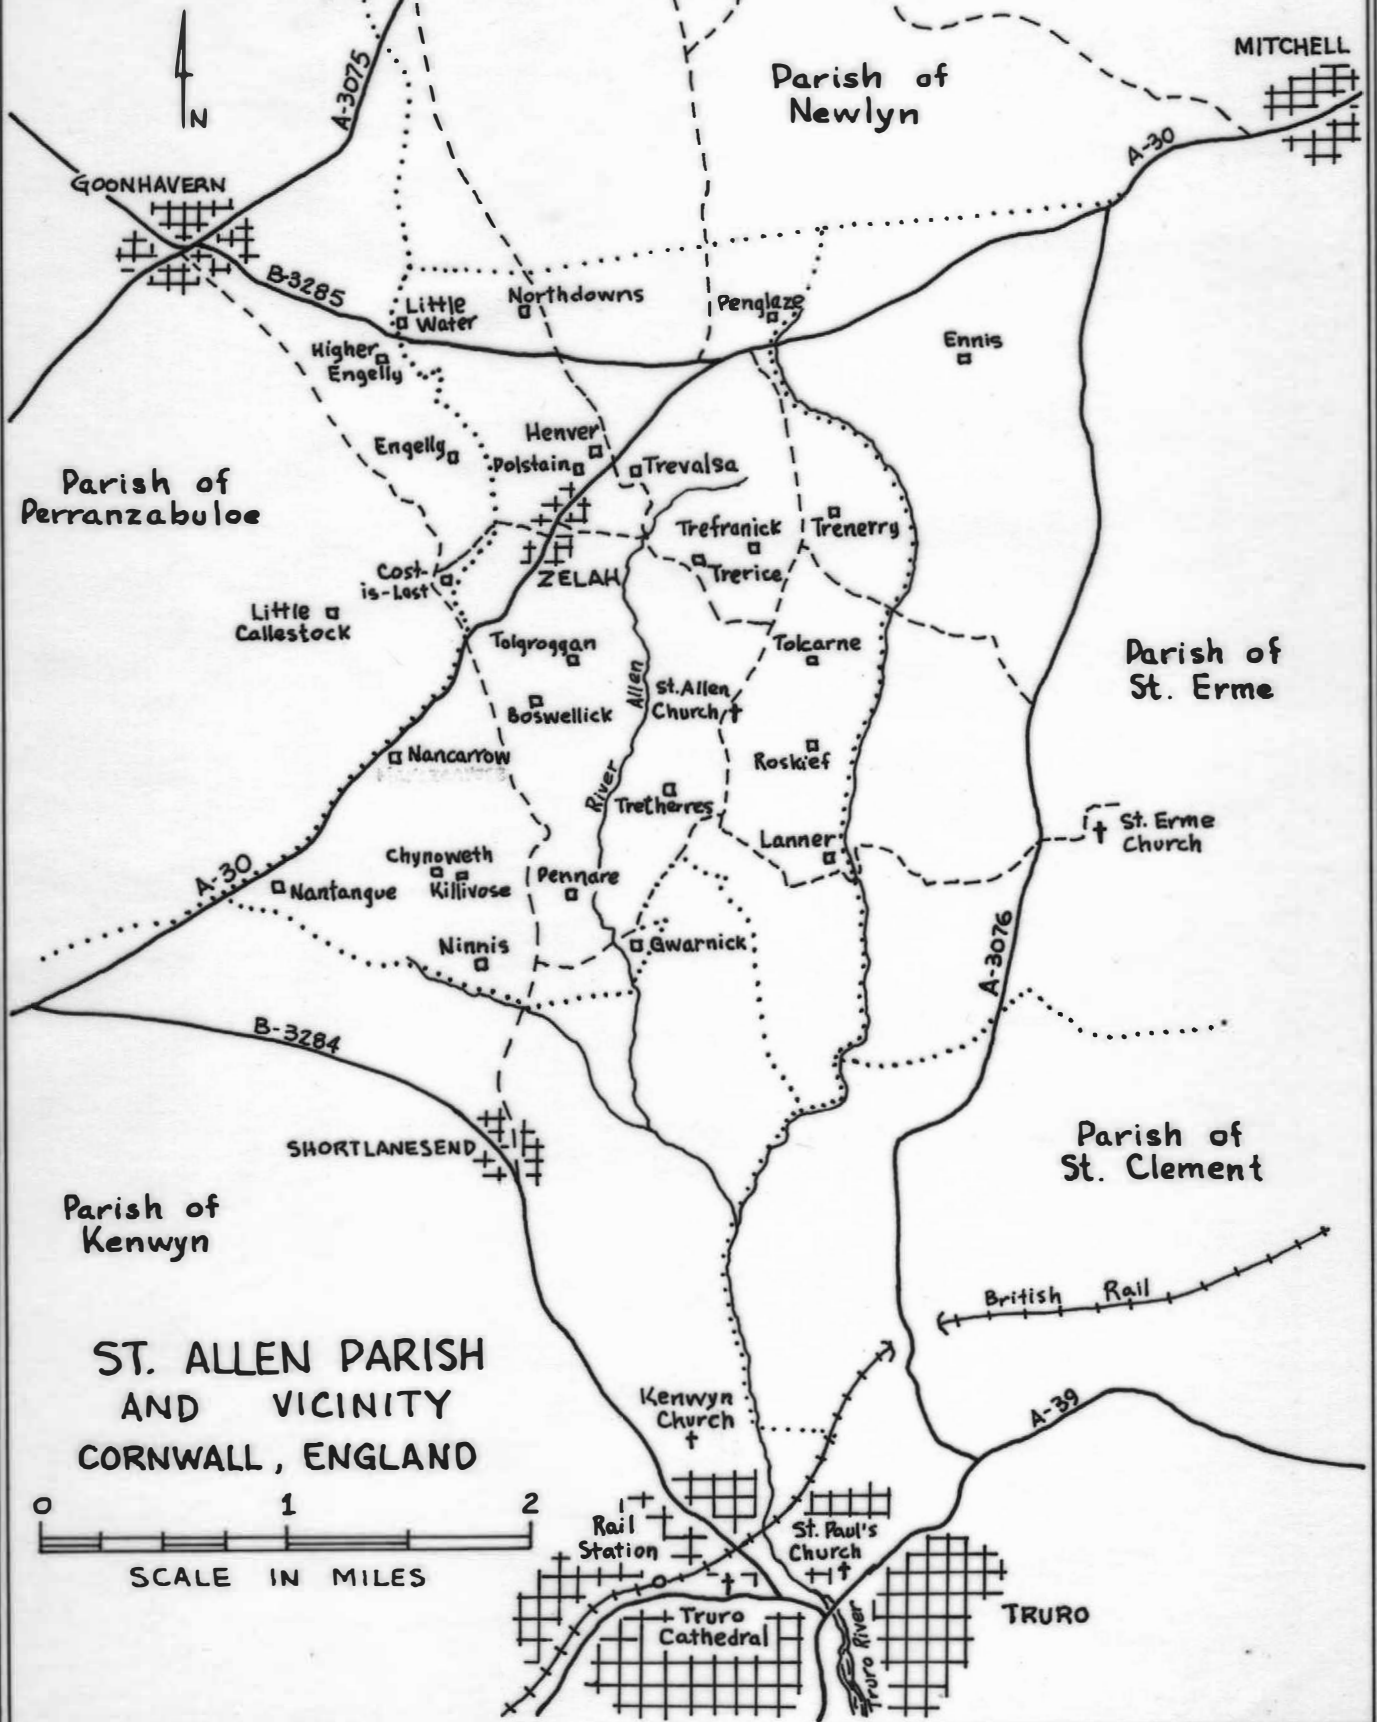 MITCHELL
Parish of
Newlyn
N
A-3075
A-30
GOONHAVERN
B-3285
Little
Water
Northdowns
Penglaze
Ennis
Higher
Engelly
Engelly
Henver
Polstain
Trevalsa
Parish of
Perranzabuloe
Trefranick
Trenerry
Trerice
Cost-
is-Lost
ZELAH
Little
Callestock
Tolgroggan
Tolcarne
Parish of
St. Erme
Allen
River
St. Allen
Church
Boswellick
Nancarrow
Roskief
Tretherres
Lanner
St. Erme
Church
Chynoweth
Killivose
Pennare
A-30
Nantangue
Ninnis
Gwarnick
A-3076
B-3284
SHORTLANESEND
Parish of
St. Clement
Parish of
Kenwyn
British Rail
ST. ALLEN PARISH
AND VICINITY
CORNWALL, ENGLAND
Kenwyn
Church
A-39
0 1 2
SCALE IN MILES
Rail
Station
St. Paul's
Church
Truro
Cathedral
Truro River
TRURO